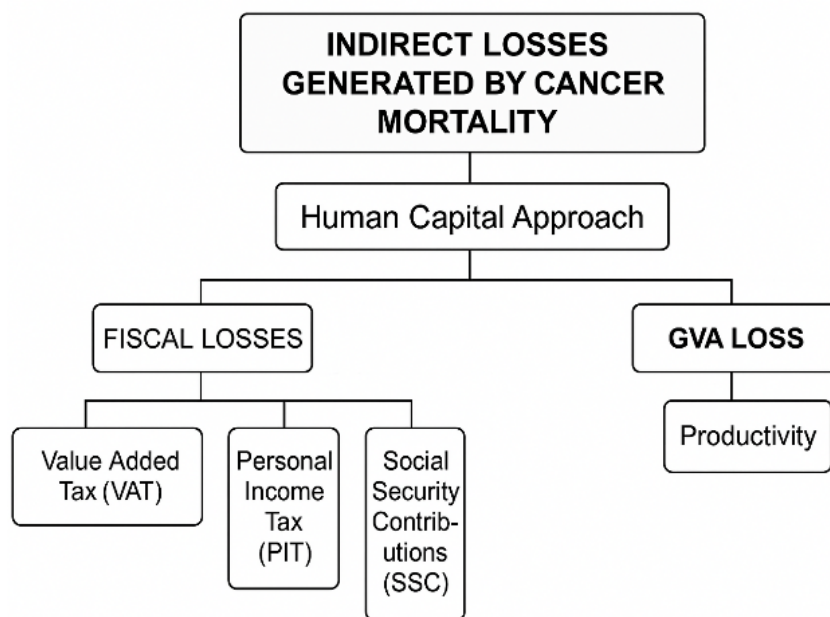 INDIRECT LOSSES
GENERATED BY CANCER
MORTALITY
Human Capital Approach
FISCAL LOSSES
GVA LOSS
Value Added
Tax (VAT)
Personal
Income
Tax
(PIT)
Social
Security
Contrib-
utions
(SSC)
Productivity